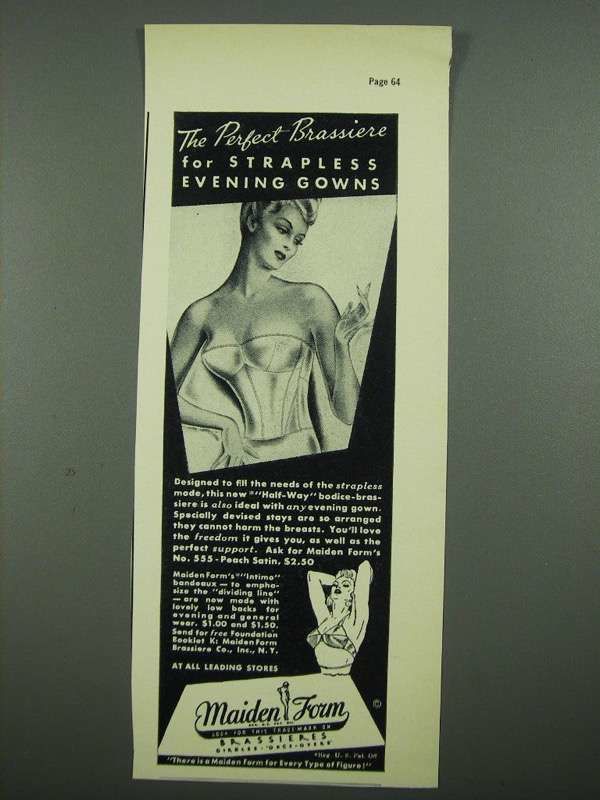 Page 64
The Perfect Brassiere
for STRAPLESS
EVENING GOWNS
Designed to fill the needs of the strapless
mode, this new *"Half-Way" bodice-bras-
siere is also ideal with any evening gown.
Specially devised stays are so arranged
they cannot harm the breasts. You'll love
the freedom it gives you, as well as the
perfect support. Ask for Maiden Form's
No. 555 - Peach Satin, $2.50
Maiden Form's *"Intimo"
bandeaux — to empha-
size the "dividing line"
— are now made with
lovely low backs for
evening and general
wear. $1.00 and $1.50.
Send for free Foundation
Booklet K: Maiden Form
Brassiere Co., Inc., N. Y.
AT ALL LEADING STORES
Maiden Form
©
LOOK FOR THIS TRADEMARK ON
BRASSIERES
GIRDLES • "ONCE-OVERS"
*Reg. U. S. Pat. Off
"There is a Maiden Form for Every Type of Figure!"